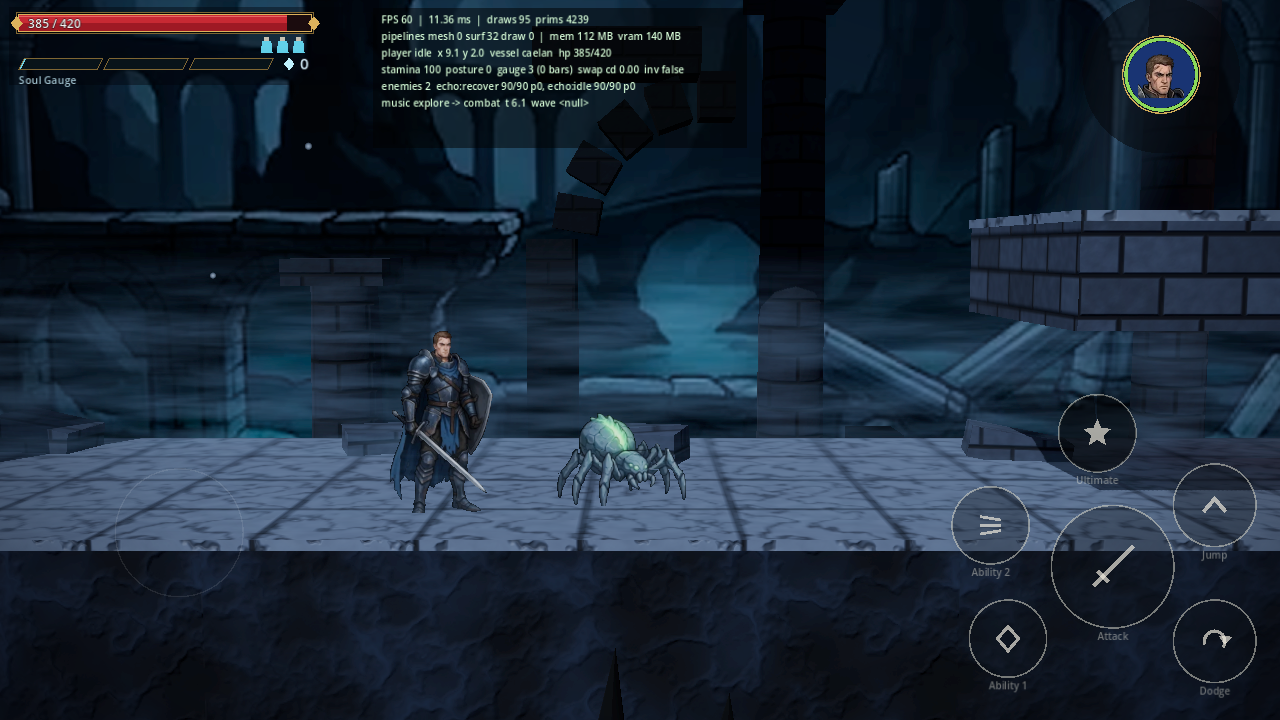 385 / 420
FPS 60 | 11.36 ms | draws 95 prims 4239
pipelines mesh 0 surf 32 draw 0 | mem 112 MB vram 140 MB
player idle x 9.1 y 2.0 vessel caelan hp 385/420
stamina 100 posture 0 gauge 3 (0 bars) swap cd 0.00 inv false
enemies 2 echo:recover 90/90 p0, echo:idle 90/90 p0
music explore -> combat t 6.1 wave <null>
0
Soul Gauge
Ultimate
Jump
Ability 2
Attack
Ability 1
Dodge